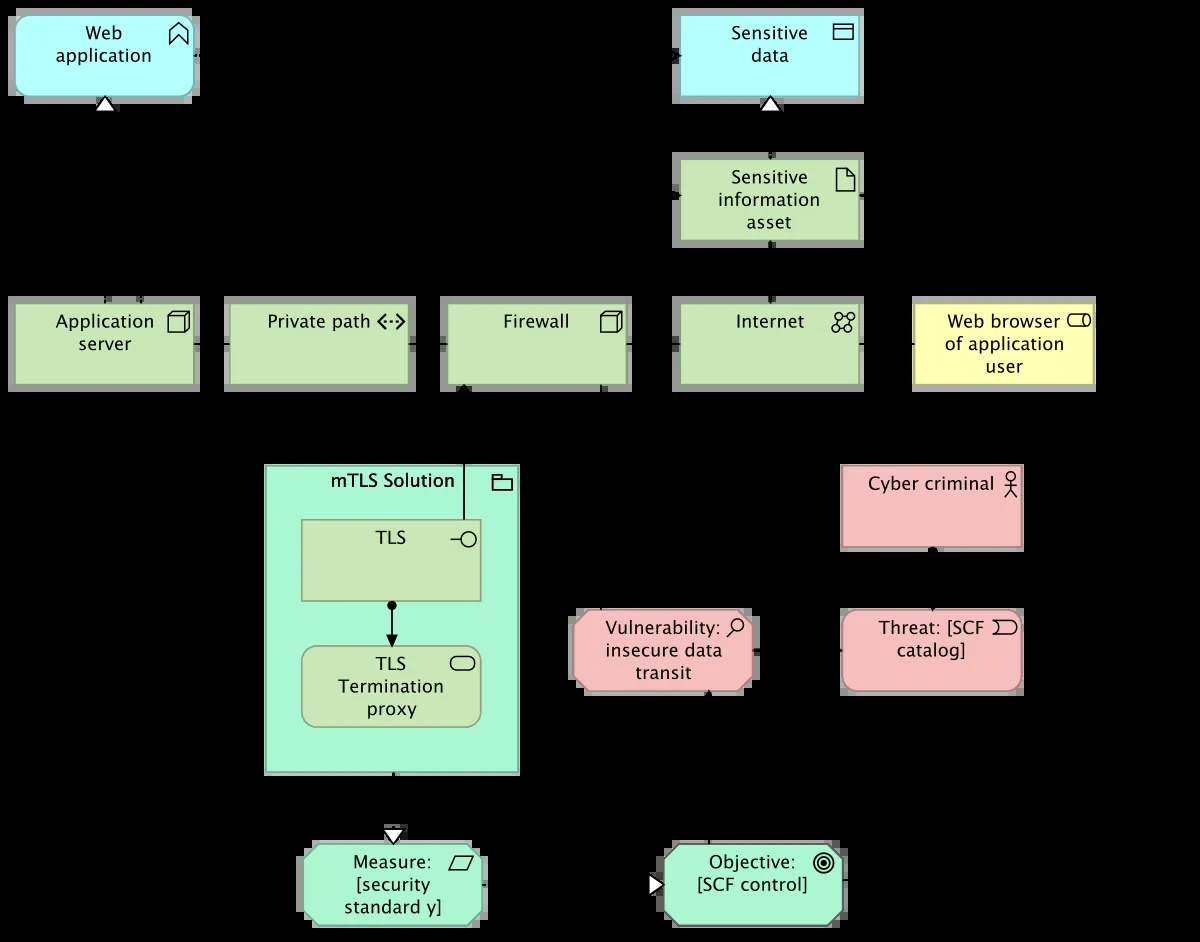 Web
application
Sensitive
data
Sensitive
information
asset
Application
server
Private path
Firewall
Internet
Web browser
of application
user
mTLS Solution
TLS
TLS
Termination
proxy
Cyber criminal
Vulnerability:
insecure data
transit
Threat: [SCF
catalog]
Measure:
[security
standard y]
Objective:
[SCF control]